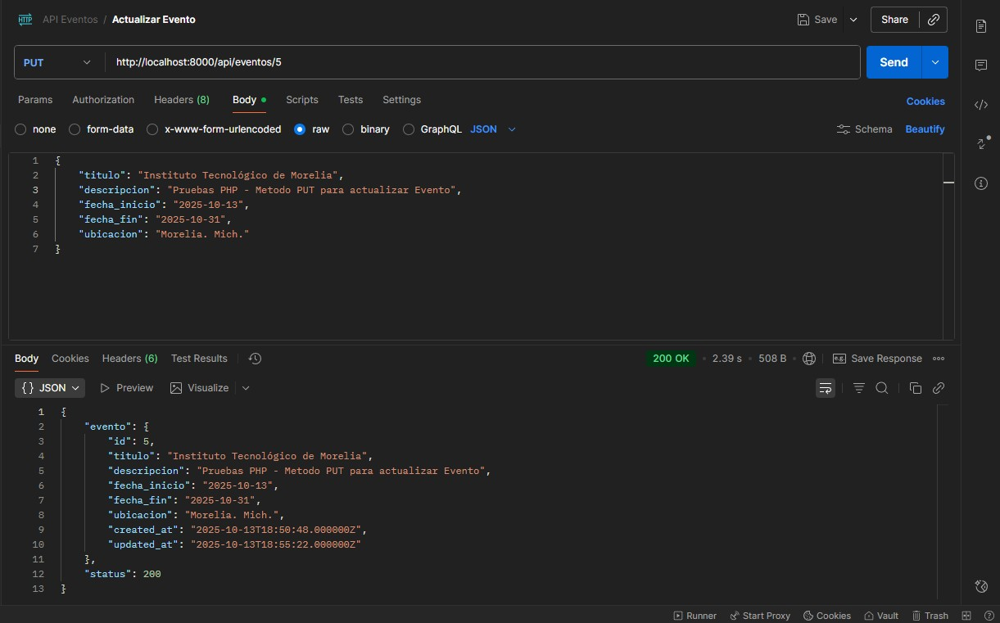 HTTP API Eventos / Actualizar Evento Save Share
PUT http://localhost:8000/api/eventos/5 Send
Params Authorization Headers (8) Body Scripts Tests Settings Cookies
none form-data x-www-form-urlencoded raw binary GraphQL JSON Schema Beautify
1 {
2 "titulo": "Instituto Tecnológico de Morelia",
3 "descripcion": "Pruebas PHP - Metodo PUT para actualizar Evento",
4 "fecha_inicio": "2025-10-13",
5 "fecha_fin": "2025-10-31",
6 "ubicacion": "Morelia. Mich."
7 }
Body Cookies Headers (6) Test Results 200 OK • 2.39 s • 508 B • e.g. Save Response
{} JSON Preview Visualize
1 {
2 "evento": {
3 "id": 5,
4 "titulo": "Instituto Tecnológico de Morelia",
5 "descripcion": "Pruebas PHP - Metodo PUT para actualizar Evento",
6 "fecha_inicio": "2025-10-13",
7 "fecha_fin": "2025-10-31",
8 "ubicacion": "Morelia. Mich.",
9 "created_at": "2025-10-13T18:50:48.000000Z",
10 "updated_at": "2025-10-13T18:55:22.000000Z"
11 },
12 "status": 200
13 }
Runner Start Proxy Cookies Vault Trash